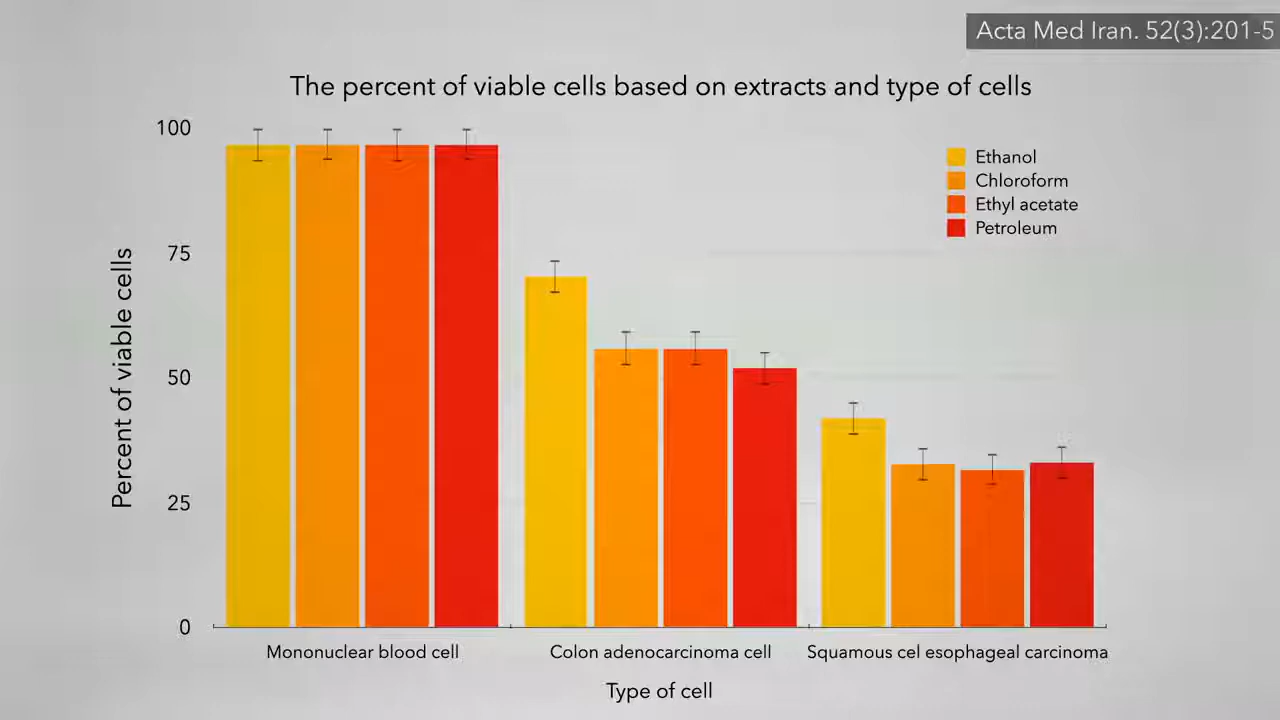 Acta Med Iran. 52(3):201-5
The percent of viable cells based on extracts and type of cells
100
75
50
25
0
Percent of viable cells
Ethanol
Chloroform
Ethyl acetate
Petroleum
Mononuclear blood cell
Colon adenocarcinoma cell
Squamous cel esophageal carcinoma
Type of cell